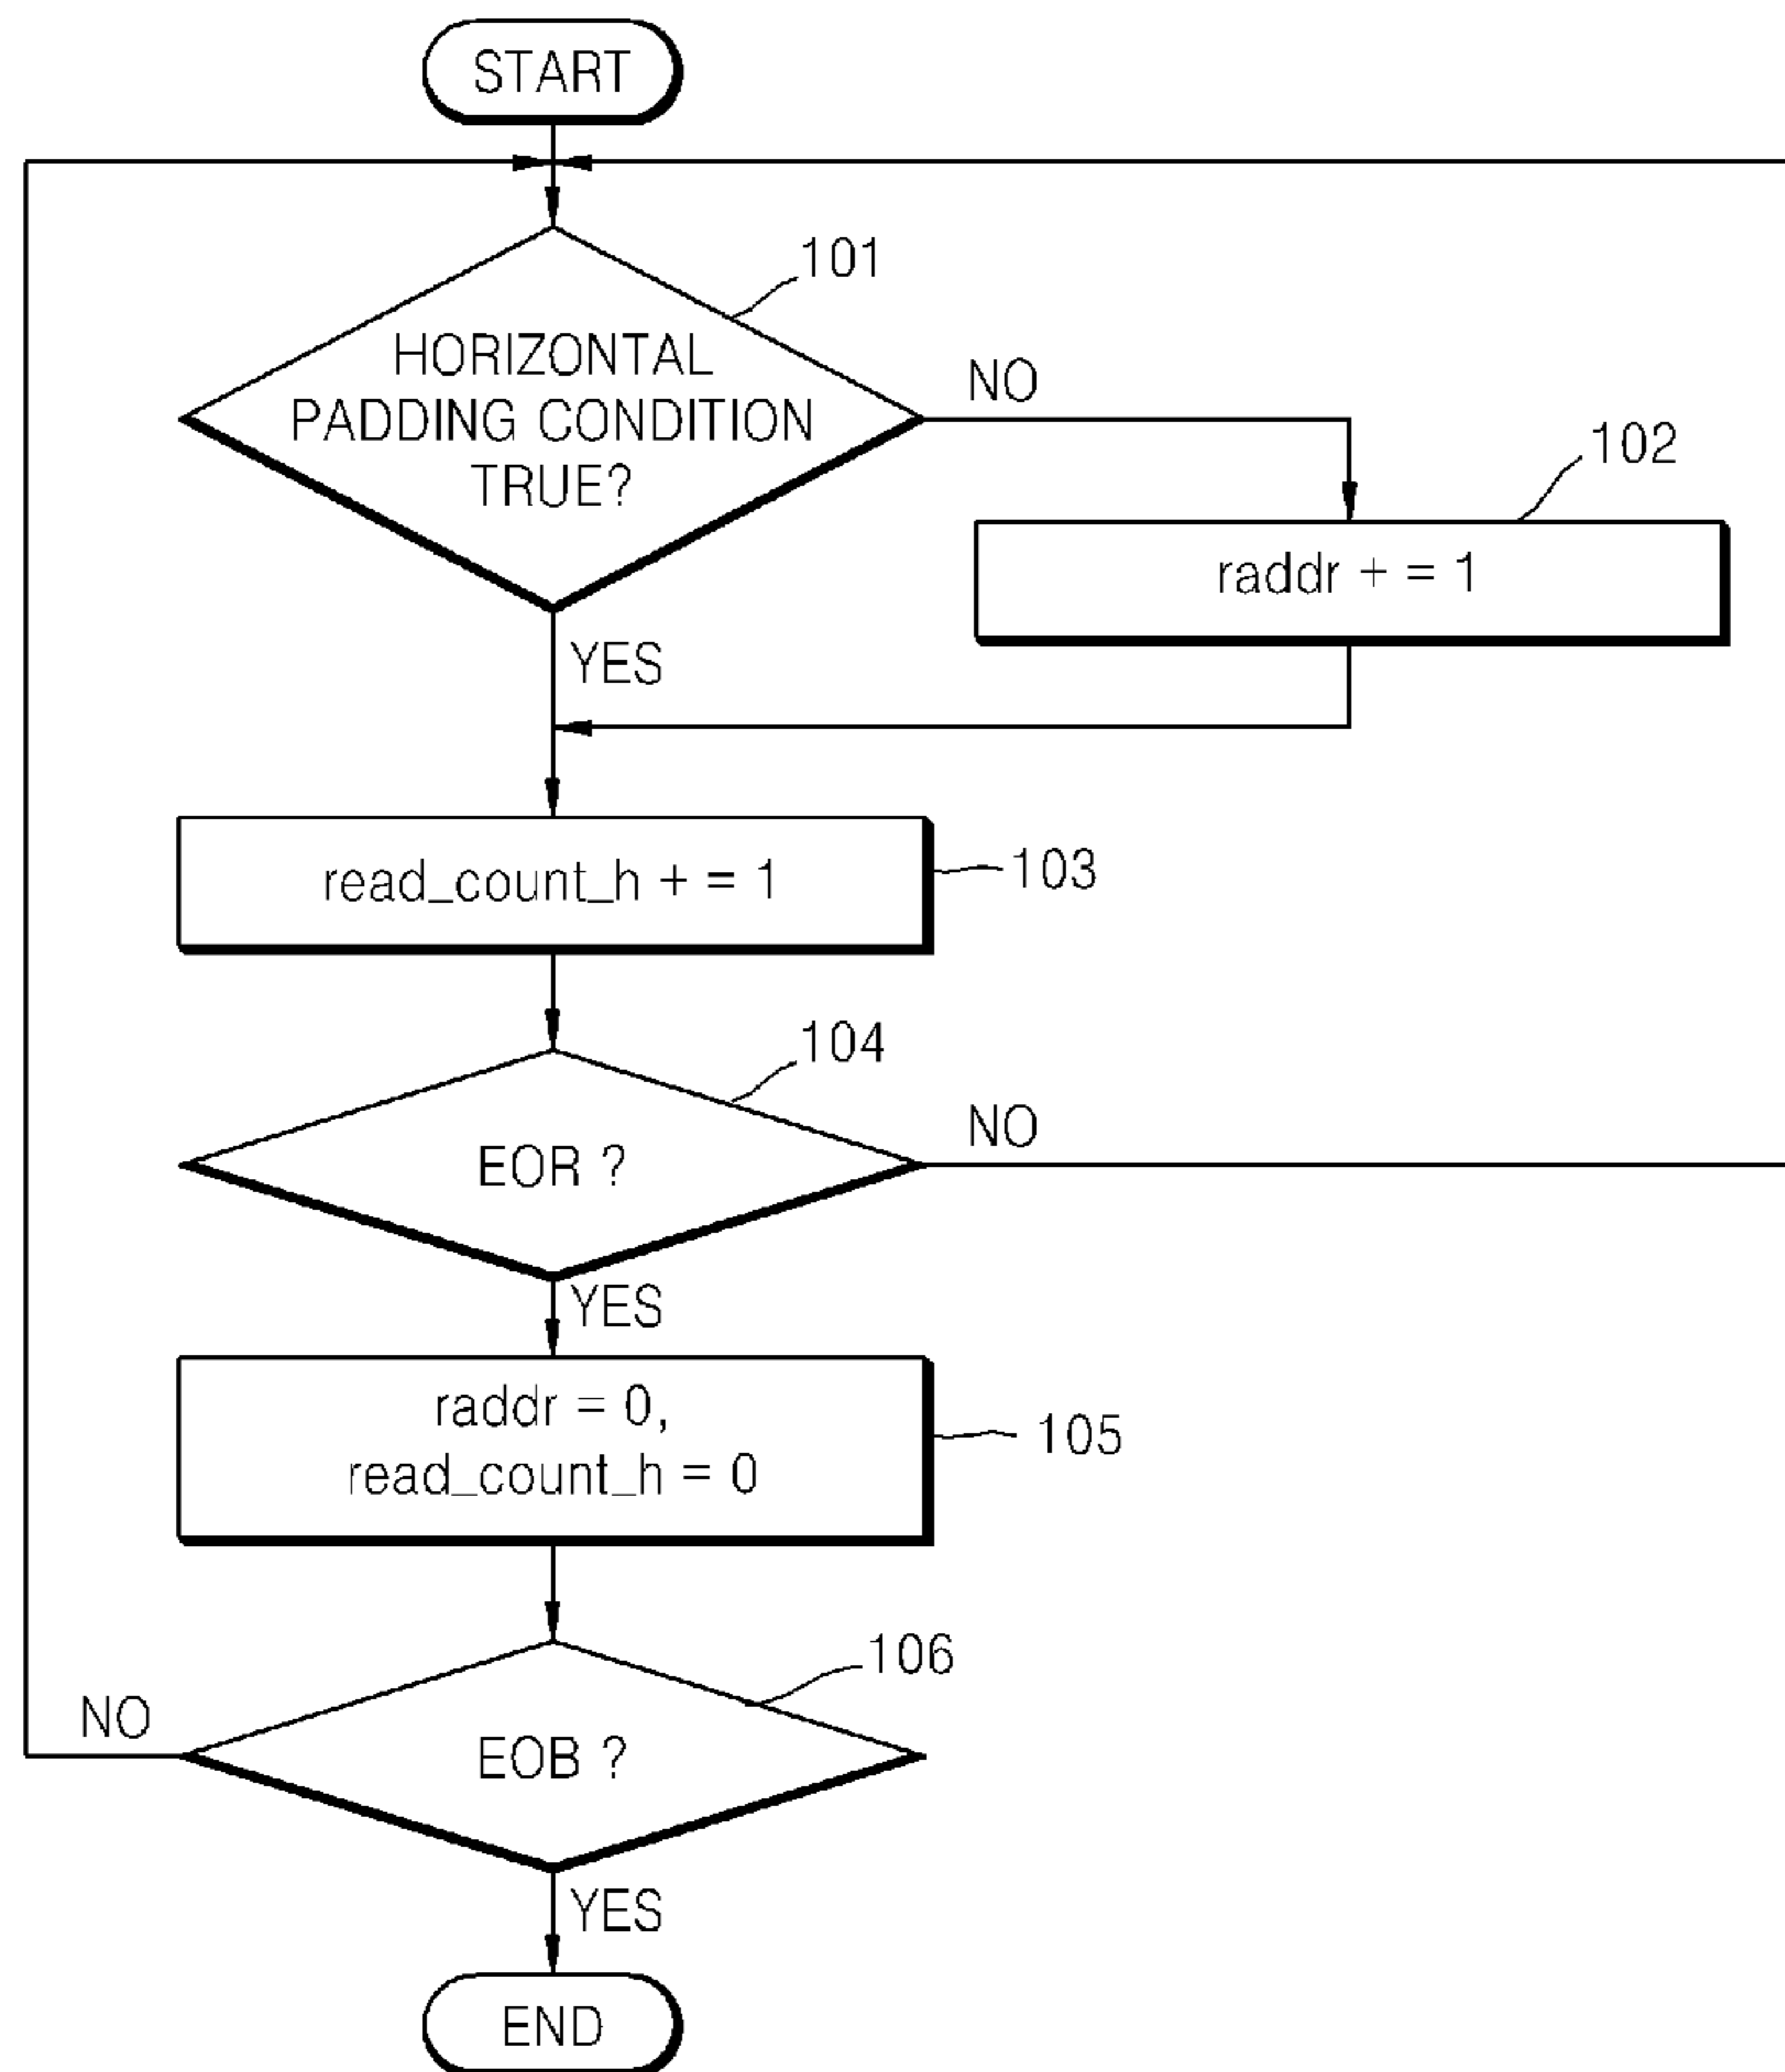 START
101
HORIZONTAL
PADDING CONDITION
TRUE?
NO
102
raddr + = 1
YES
read_count_h + = 1
103
104
EOR ?
NO
YES
raddr = 0,
read_count_h = 0
105
106
NO
EOB ?
YES
END